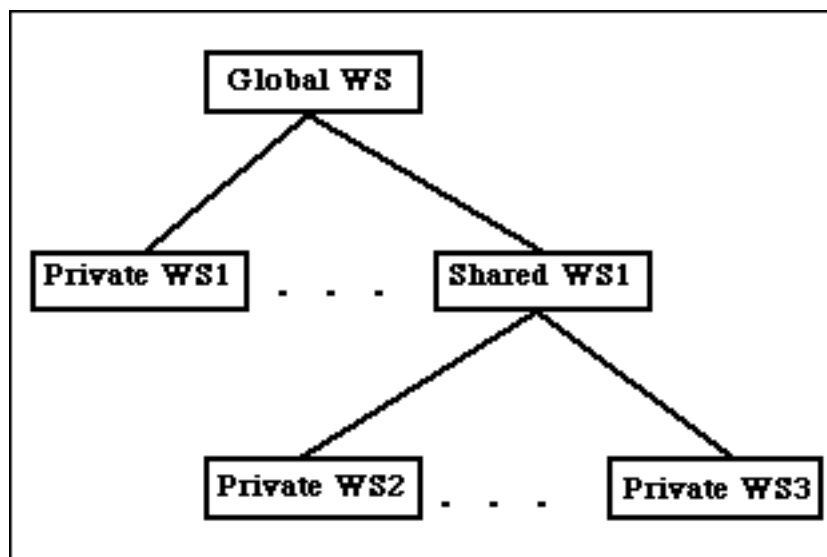 Global WS
Private WS1 . . . Shared WS1
Private WS2 . . . Private WS3